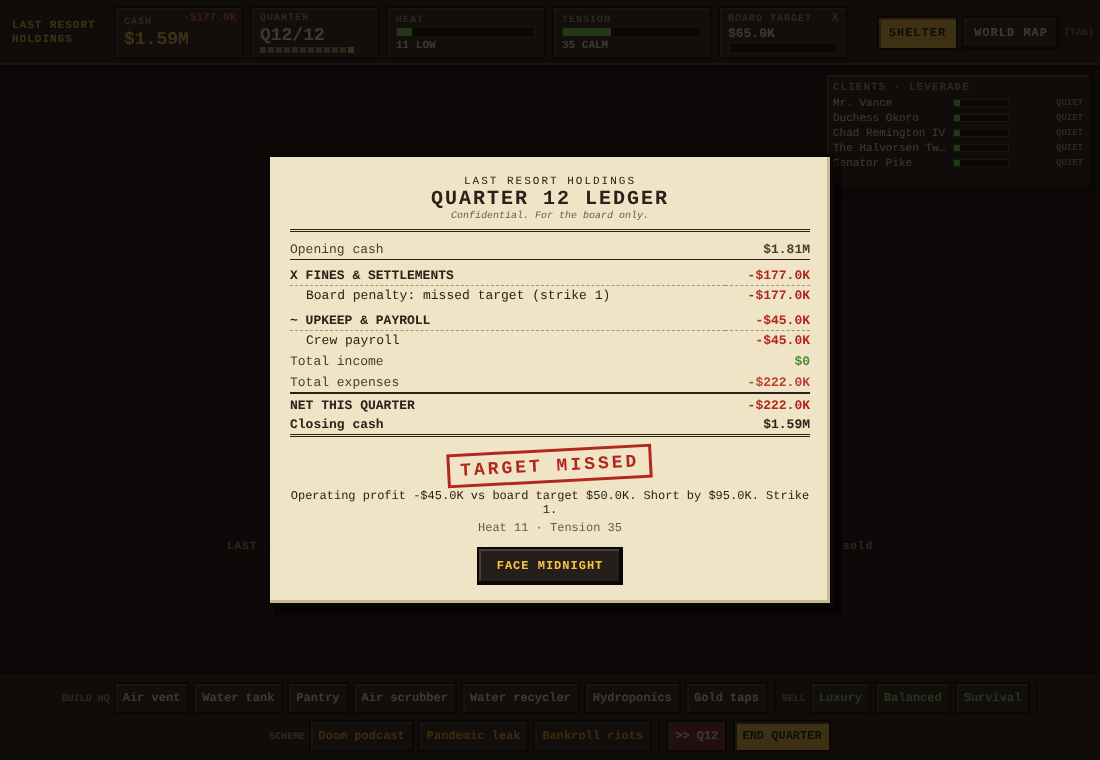 LAST RESORT
HOLDINGS
CASH
-$177.0K
$1.59M
QUARTER
Q12/12
HEAT
11 LOW
TENSION
35 CALM
BOARD TARGET X
$65.0K
SHELTER
WORLD MAP
[TAB]
CLIENTS · LEVERAGE
Mr. Vance QUIET
Duchess Okoro QUIET
Chad Remington IV QUIET
The Halvorsen Tw… QUIET
Senator Pike QUIET
LAST RESORT HOLDINGS
QUARTER 12 LEDGER
Confidential. For the board only.
Opening cash $1.81M
X FINES & SETTLEMENTS -$177.0K
Board penalty: missed target (strike 1) -$177.0K
~ UPKEEP & PAYROLL -$45.0K
Crew payroll -$45.0K
Total income $0
Total expenses -$222.0K
NET THIS QUARTER -$222.0K
Closing cash $1.59M
TARGET MISSED
Operating profit -$45.0K vs board target $50.0K. Short by $95.0K. Strike
1.
Heat 11 · Tension 35
LAST sold
FACE MIDNIGHT
BUILD HQ Air vent Water tank Pantry Air scrubber Water recycler Hydroponics Gold taps SELL Luxury Balanced Survival
SCHEME Doom podcast Pandemic leak Bankroll riots >> Q12 END QUARTER